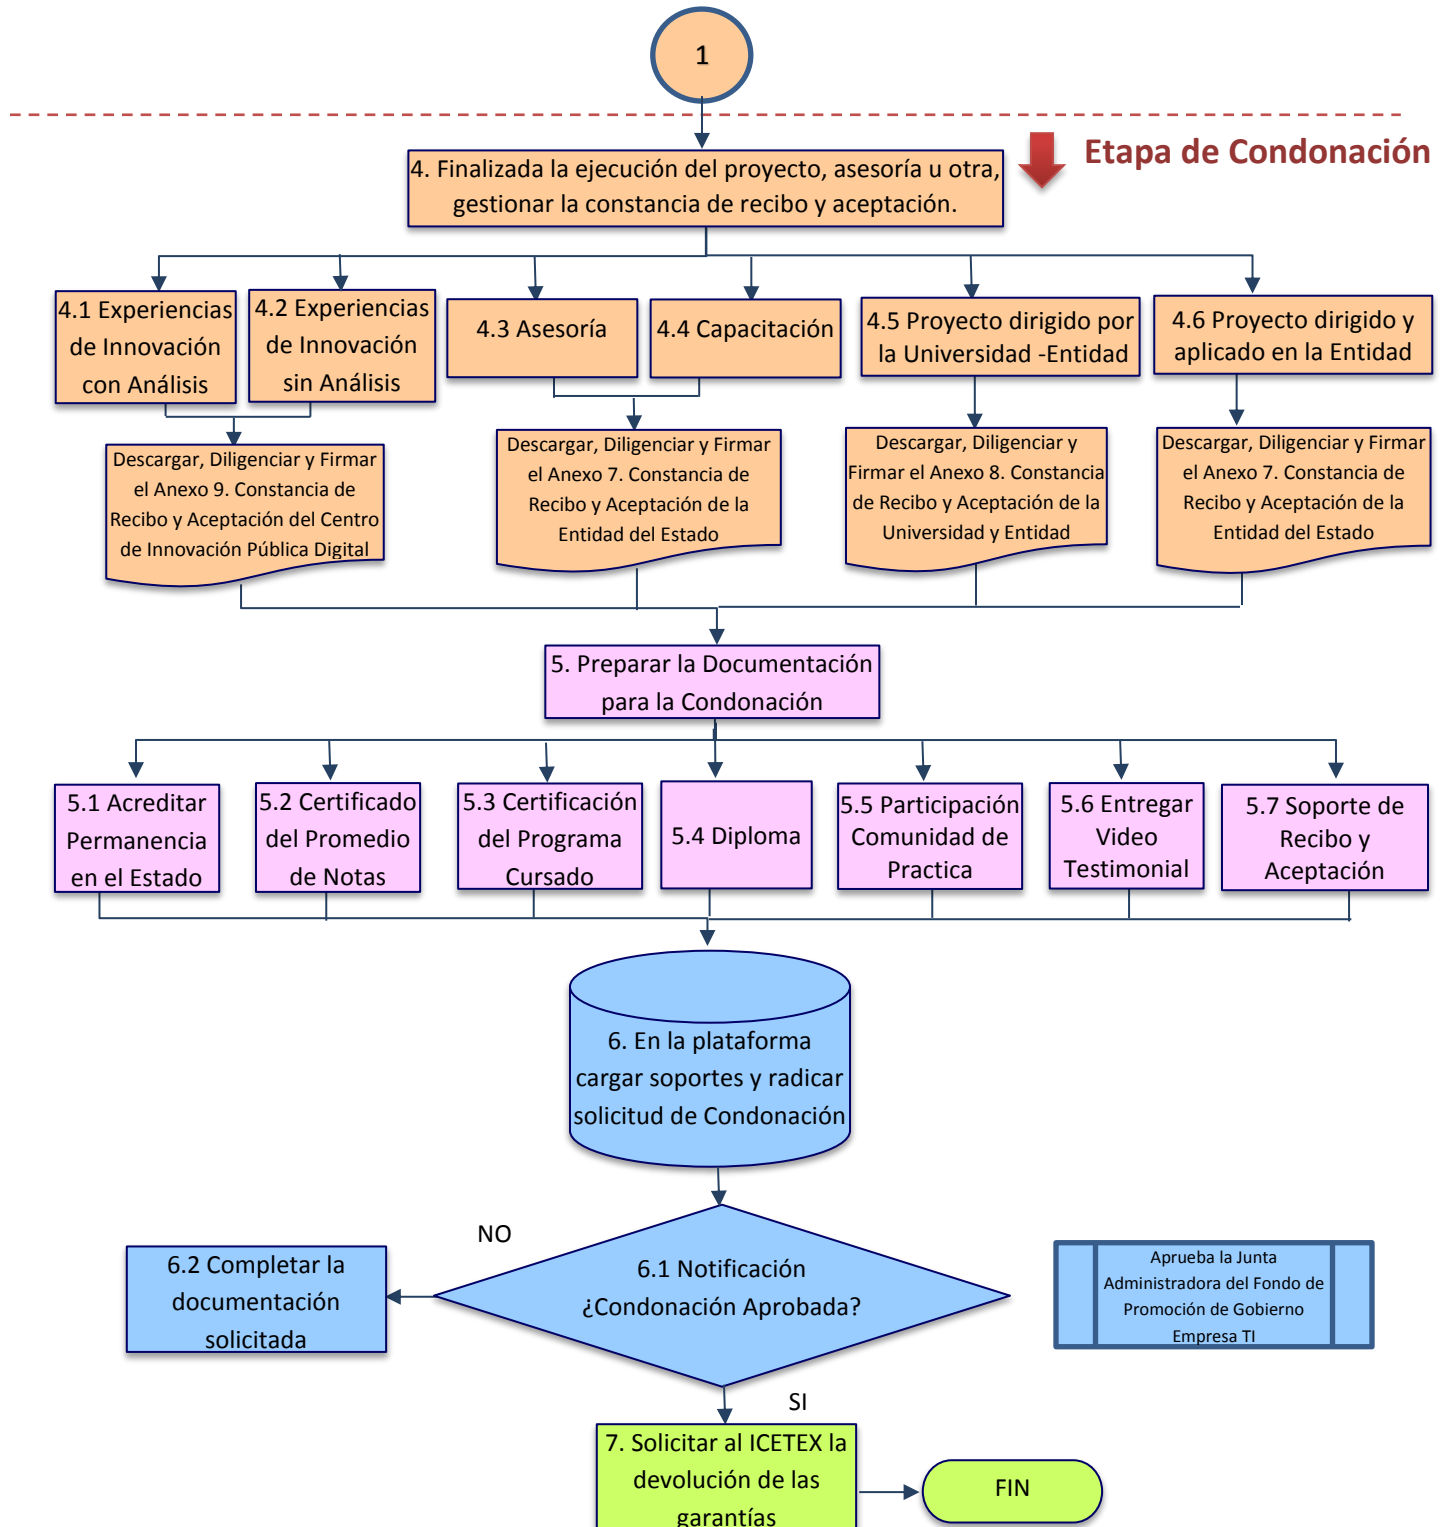 1
Etapa de Condonación
4. Finalizada la ejecución del proyecto, asesoría u otra,
gestionar la constancia de recibo y aceptación.
4.1 Experiencias
de Innovación
con Análisis
4.2 Experiencias
de Innovación
sin Análisis
4.3 Asesoría
4.4 Capacitación
4.5 Proyecto dirigido por
la Universidad -Entidad
4.6 Proyecto dirigido y
aplicado en la Entidad
Descargar, Diligenciar y Firmar
el Anexo 9. Constancia de
Recibo y Aceptación del Centro
de Innovación Pública Digital
Descargar, Diligenciar y Firmar
el Anexo 7. Constancia de
Recibo y Aceptación de la
Entidad del Estado
Descargar, Diligenciar y
Firmar el Anexo 8. Constancia
de Recibo y Aceptación de la
Universidad y Entidad
Descargar, Diligenciar y Firmar
el Anexo 7. Constancia de
Recibo y Aceptación de la
Entidad del Estado
5. Preparar la Documentación
para la Condonación
5.1 Acreditar
Permanencia
en el Estado
5.2 Certificado
del Promedio
de Notas
5.3 Certificación
del Programa
Cursado
5.4 Diploma
5.5 Participación
Comunidad de
Practica
5.6 Entregar
Video
Testimonial
5.7 Soporte de
Recibo y
Aceptación
6. En la plataforma
cargar soportes y radicar
solicitud de Condonación
NO
6.1 Notificación
¿Condonación Aprobada?
6.2 Completar la
documentación
solicitada
Aprueba la Junta
Administradora del Fondo de
Promoción de Gobierno
Empresa TI
SI
7. Solicitar al ICETEX la
devolución de las
garantías
FIN